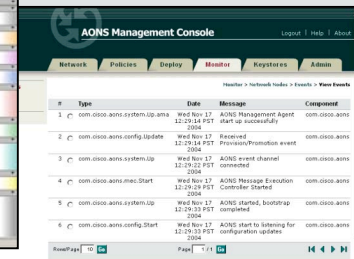 AONS Management Console
Logout | Help | About
Network Policies Deploy Monitor Keystores Admin
Monitor > Network Nodes > Events > View Events
# Type Date Message Component
1 com.cisco.aons.system.Up.ama Wed Nov 17 12:29:14 PST 2004 AONS Management Agent start up successfully com.cisco.aons
2 com.cisco.aons.config.Update Wed Nov 17 12:29:14 PST 2004 Received Provision/Promotion event com.cisco.aons
3 com.cisco.aons.system.Up Wed Nov 17 12:29:22 PST 2004 AONS event channel connected com.cisco.aons
4 com.cisco.aons.mec.Start Wed Nov 17 12:29:29 PST 2004 AONS Message Execution Controller Started com.cisco.aons
5 com.cisco.aons.system.Up Wed Nov 17 12:29:33 PST 2004 AONS started, bootstrap completed com.cisco.aons
6 com.cisco.aons.config.Start Wed Nov 17 12:29:33 PST 2004 AONS start to listening for configuration updates com.cisco.aons
Rows/Page 10 Go Page 1 / 1 Go